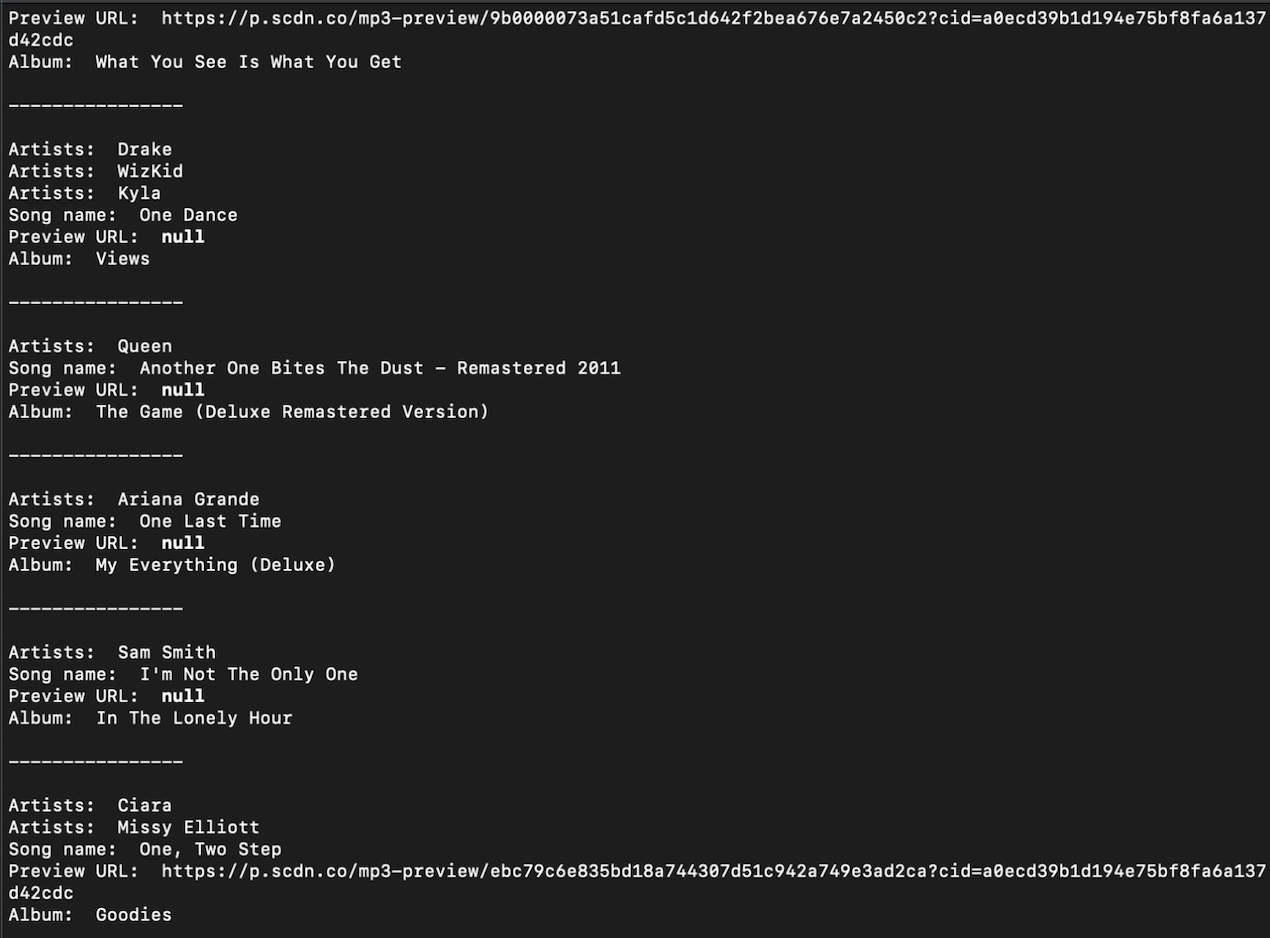 Preview URL:  https://p.scdn.co/mp3-preview/9b0000073a51cafd5c1d642f2bea676e7a2450c2?cid=a0ecd39b1d194e75bf8fa6a137
d42cdc
Album:  What You See Is What You Get
————————————————
Artists:  Drake
Artists:  WizKid
Artists:  Kyla
Song name:  One Dance
Preview URL:  null
Album:  Views
————————————————
Artists:  Queen
Song name:  Another One Bites The Dust - Remastered 2011
Preview URL:  null
Album:  The Game (Deluxe Remastered Version)
————————————————
Artists:  Ariana Grande
Song name:  One Last Time
Preview URL:  null
Album:  My Everything (Deluxe)
————————————————
Artists:  Sam Smith
Song name:  I'm Not The Only One
Preview URL:  null
Album:  In The Lonely Hour
————————————————
Artists:  Ciara
Artists:  Missy Elliott
Song name:  One, Two Step
Preview URL:  https://p.scdn.co/mp3-preview/ebc79c6e835bd18a744307d51c942a749e3ad2ca?cid=a0ecd39b1d194e75bf8fa6a137
d42cdc
Album:  Goodies